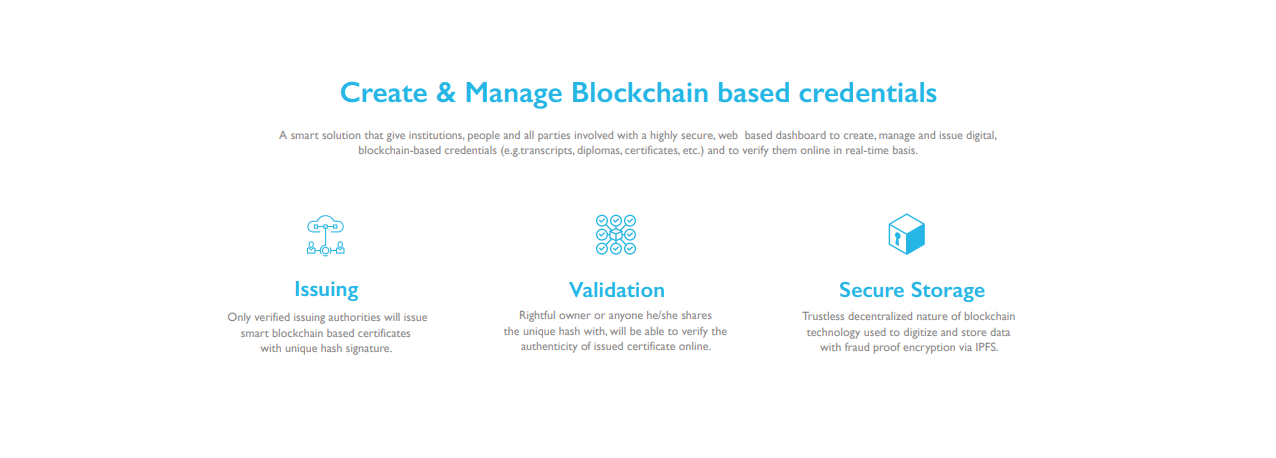 Create & Manage Blockchain based credentials
A smart solution that give institutions, people and all parties involved with a highly secure, web based dashboard to create, manage and issue digital,
blockchain-based credentials (e.g.transcripts, diplomas, certificates, etc.) and to verify them online in real-time basis.
Issuing
Only verified issuing authorities will issue
smart blockchain based certificates
with unique hash signature.
Validation
Rightful owner or anyone he/she shares
the unique hash with, will be able to verify the
authenticity of issued certificate online.
Secure Storage
Trustless decentralized nature of blockchain
technology used to digitize and store data
with fraud proof encryption via IPFS.